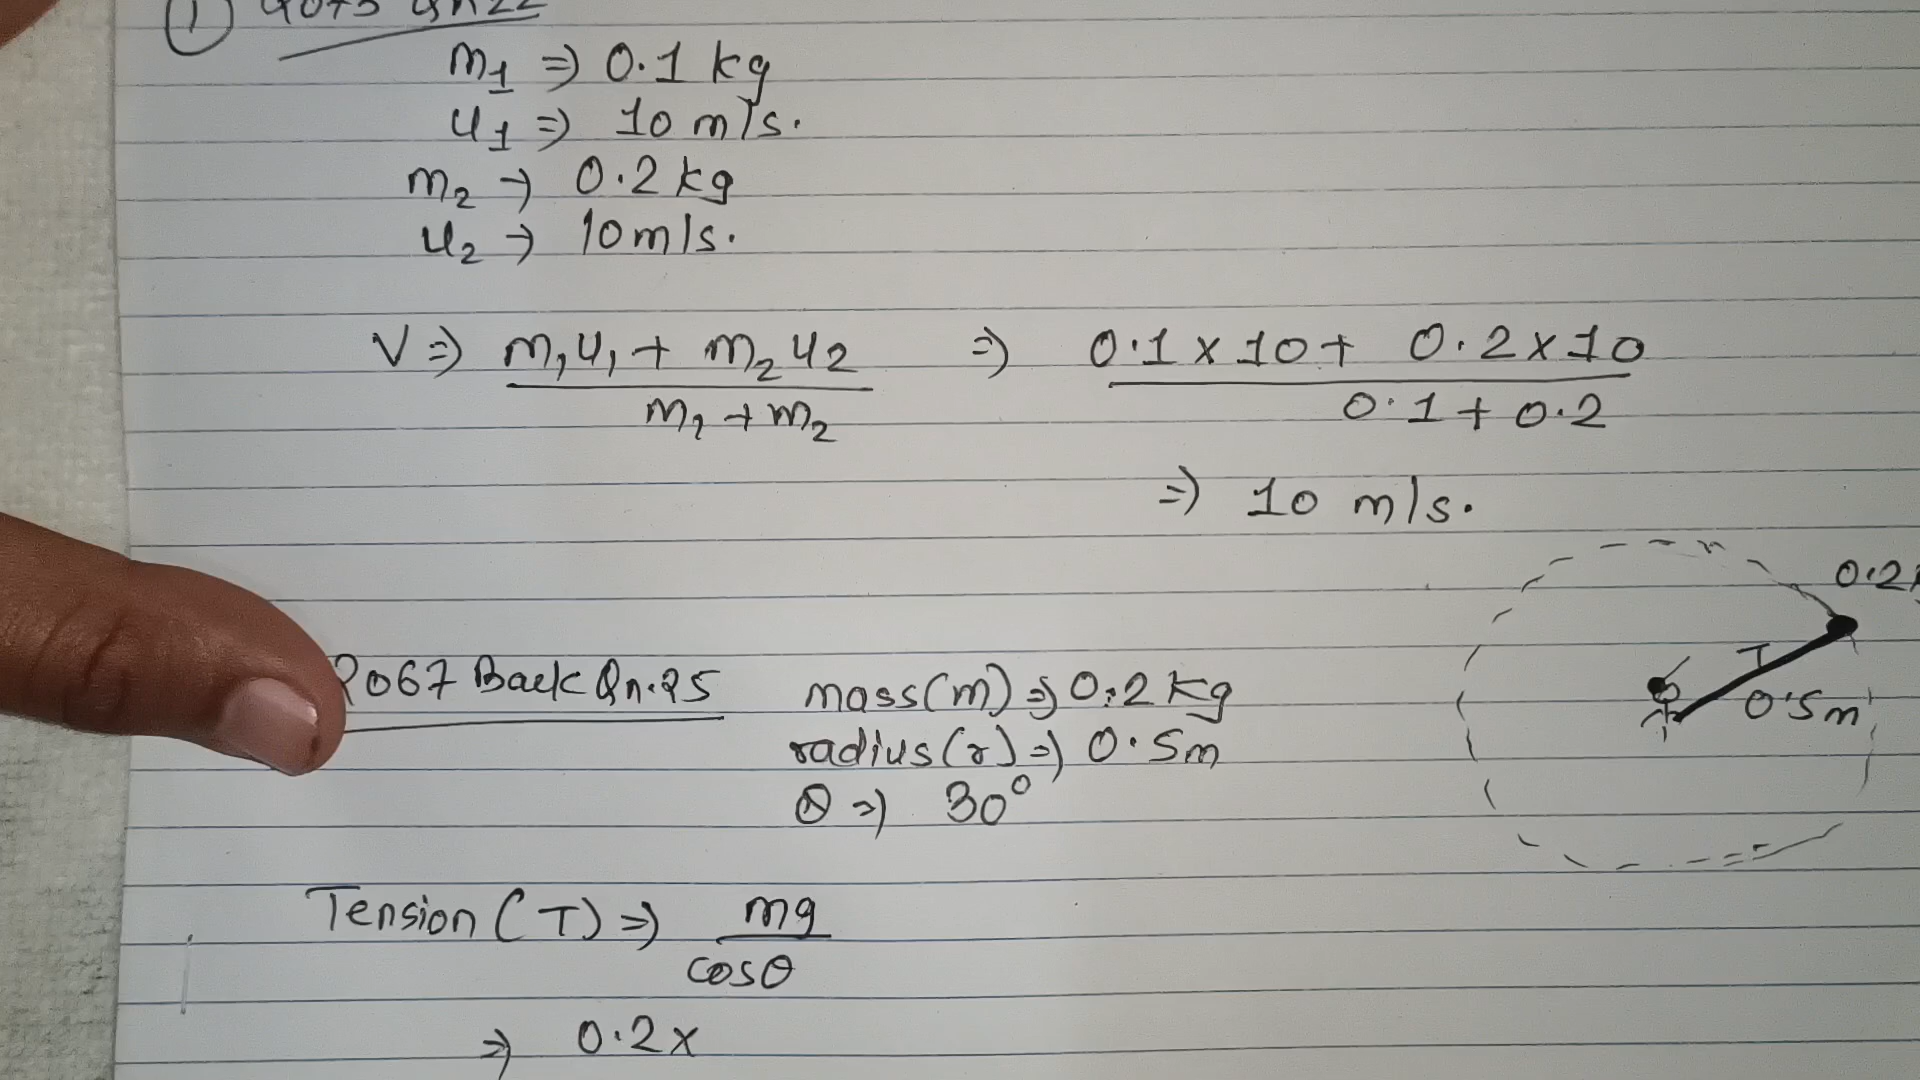 ①
m₁ ⇒ 0.1 kg
u₁ ⇒ 10 m/s.
m₂ → 0.2 kg
u₂ → 10 m/s.
V ⇒ m₁u₁ + m₂u₂ ⇒ 0.1 x 10 + 0.2 x 10
m₁ + m₂ 0.1 + 0.2
⇒ 10 m/s.
0.2
2067 Back Qn.25 mass(m) ⇒ 0.2 kg
T
radius(r) ⇒ 0.5m
0.5m
θ ⇒ 30°
Tension (T) ⇒ mg
cosθ
⇒ 0.2 x